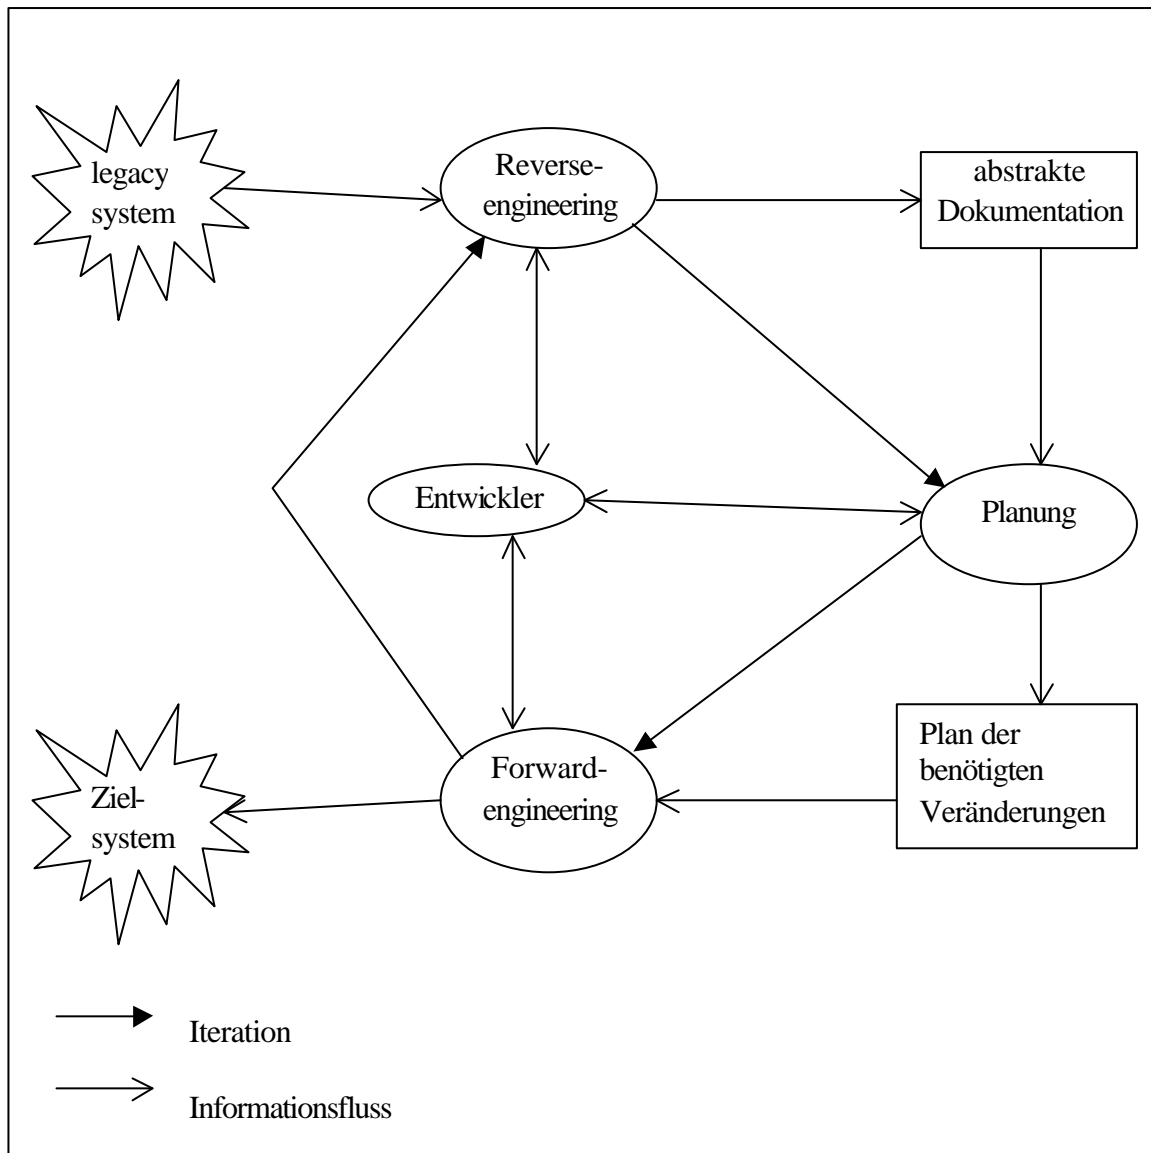 legacy
system
Reverse-
engineering
abstrakte
Dokumentation
Entwickler
Planung
Ziel-
system
Forward-
engineering
Plan der
benötigten
Veränderungen
Iteration
Informationsfluss